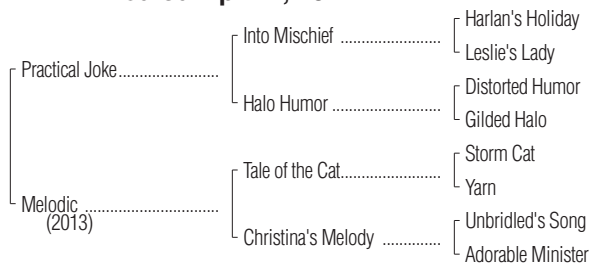 Harlan's Holiday
Into Mischief ........................
Leslie's Lady
Practical Joke........................
Distorted Humor
Halo Humor ..........................
Gilded Halo
Storm Cat
Tale of the Cat........................
Yarn
Melodic ................................
(2013)
Unbridled's Song
Christina's Melody ..............
Adorable Minister